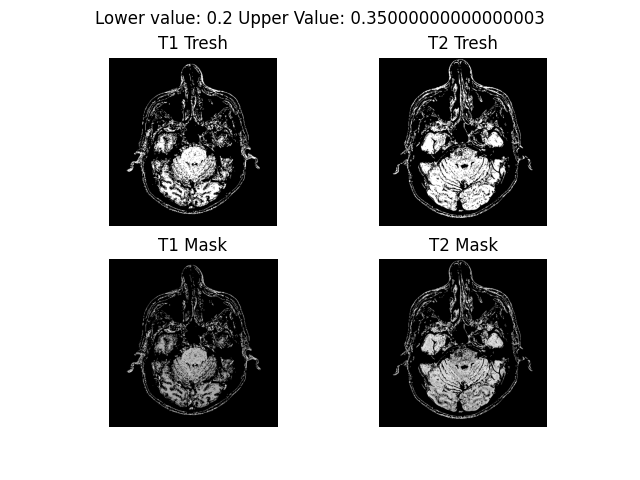 Lower value: 0.2 Upper Value: 0.35000000000000003
T1 Tresh
T2 Tresh
T1 Mask
T2 Mask